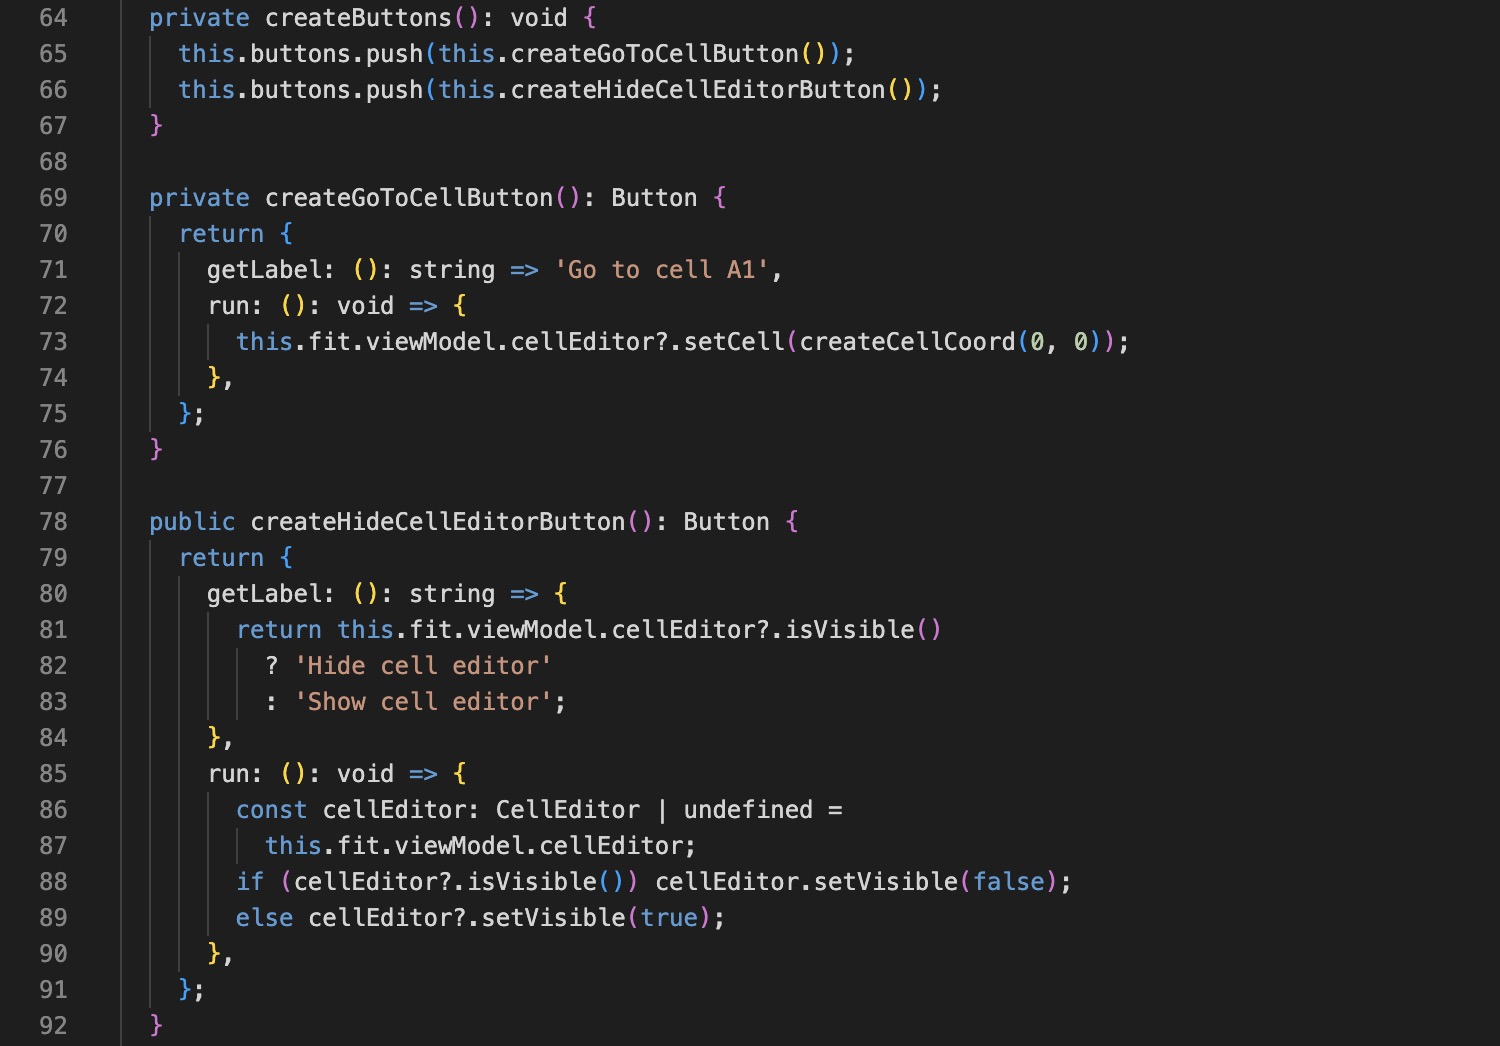 64 private createButtons(): void {
65 this.buttons.push(this.createGoToCellButton());
66 this.buttons.push(this.createHideCellEditorButton());
67 }
68
69 private createGoToCellButton(): Button {
70 return {
71 getLabel: (): string => 'Go to cell A1',
72 run: (): void => {
73 this.fit.viewModel.cellEditor?.setCell(createCellCoord(0, 0));
74 },
75 };
76 }
77
78 public createHideCellEditorButton(): Button {
79 return {
80 getLabel: (): string => {
81 return this.fit.viewModel.cellEditor?.isVisible()
82 ? 'Hide cell editor'
83 : 'Show cell editor';
84 },
85 run: (): void => {
86 const cellEditor: CellEditor | undefined =
87 this.fit.viewModel.cellEditor;
88 if (cellEditor?.isVisible()) cellEditor.setVisible(false);
89 else cellEditor?.setVisible(true);
90 },
91 };
92 }